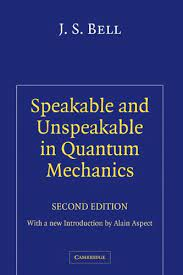 J. S. BELL
Speakable and
Unspeakable in
Quantum
Mechanics
SECOND EDITION
With a new Introduction by Alain Aspect
CAMBRIDGE